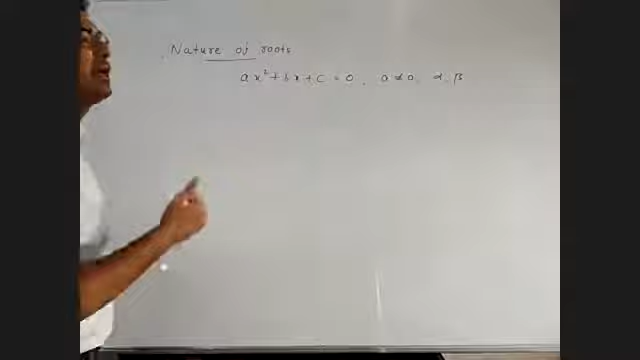 Nature of roots
ax² + bx + c = 0, a ≠ 0, α, β